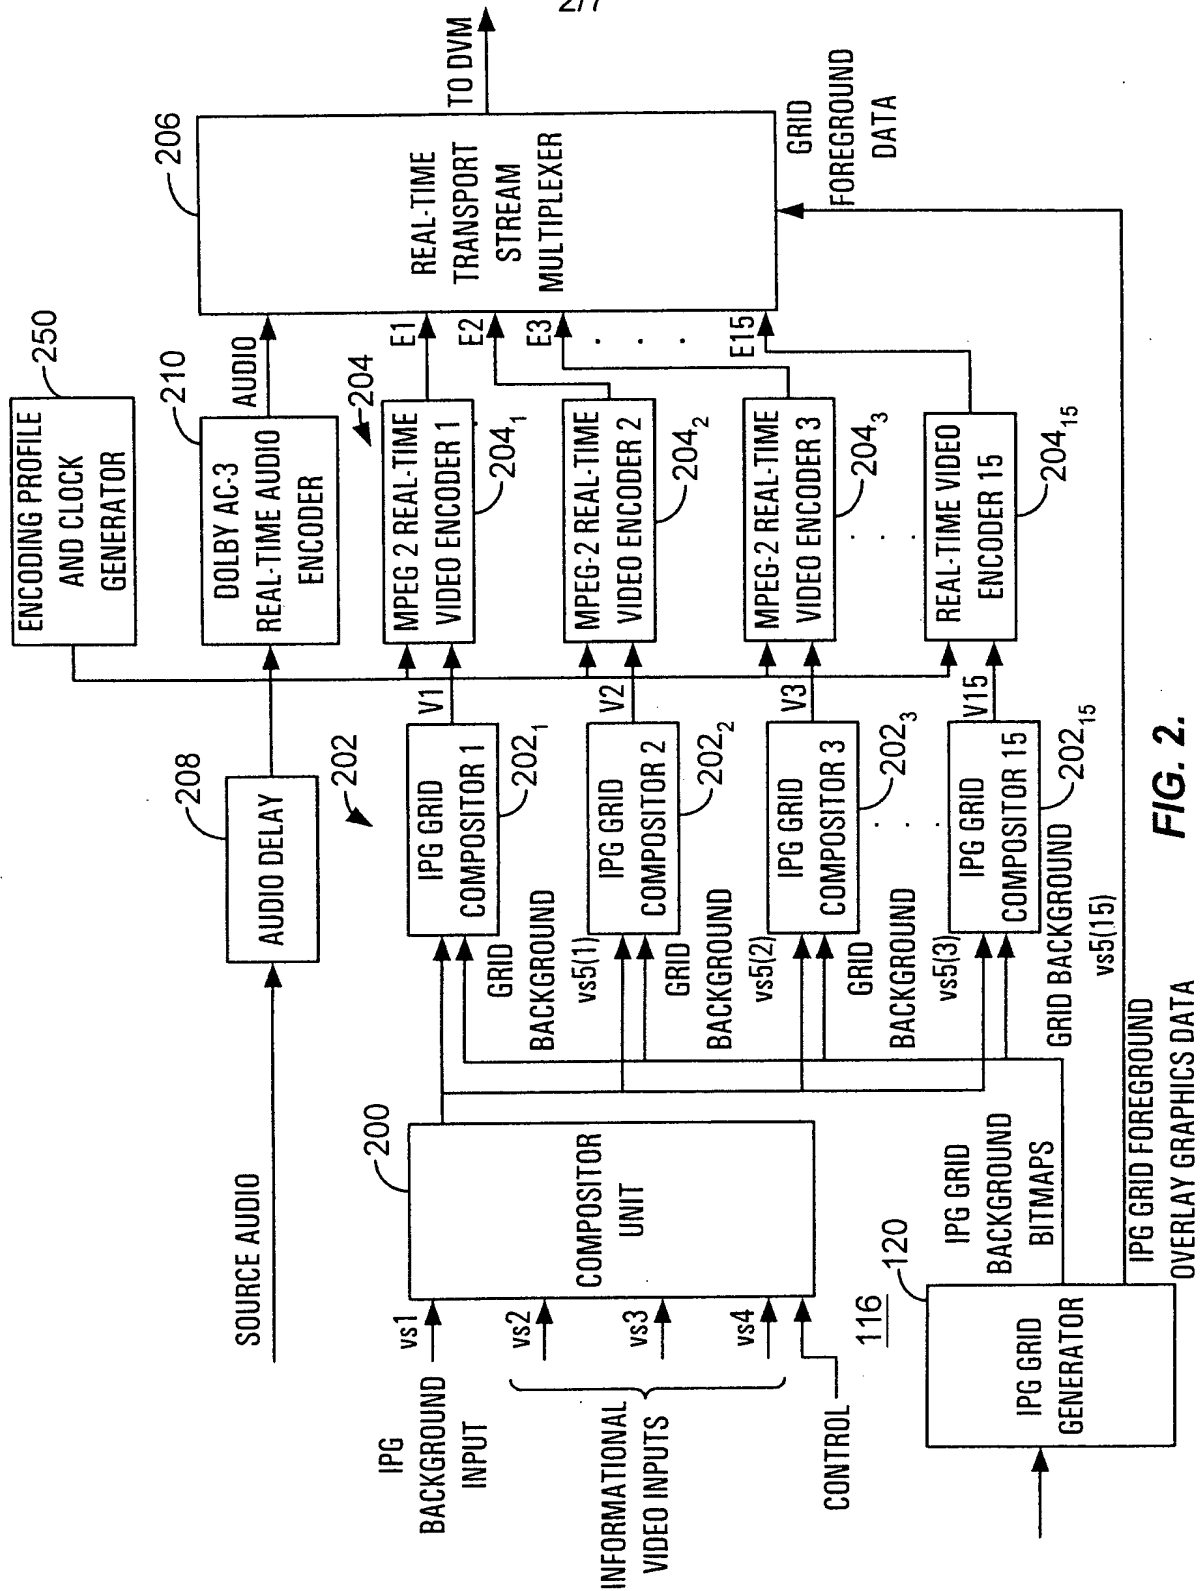 2/7
ENCODING PROFILE
AND CLOCK
GENERATOR
250
SOURCE AUDIO
AUDIO DELAY
208
DOLBY AC-3
REAL-TIME AUDIO
ENCODER
210
AUDIO
206
REAL-TIME
TRANSPORT
STREAM
MULTIPLEXER
TO DVM
IPG
BACKGROUND
INPUT
vs1
vs2
vs3
vs4
INFORMATIONAL
VIDEO INPUTS
CONTROL
COMPOSITOR
UNIT
200
202
IPG GRID
COMPOSITOR 1
202₁
GRID
BACKGROUND
vs5(1)
V1
IPG GRID
COMPOSITOR 2
202₂
GRID
BACKGROUND
vs5(2)
V2
IPG GRID
COMPOSITOR 3
202₃
GRID
BACKGROUND
vs5(3)
V3
. . .
IPG GRID
COMPOSITOR 15
202₁₅
GRID BACKGROUND
vs5(15)
V15
204
MPEG 2 REAL-TIME
VIDEO ENCODER 1
204₁
E1
MPEG-2 REAL-TIME
VIDEO ENCODER 2
204₂
E2
MPEG-2 REAL-TIME
VIDEO ENCODER 3
204₃
E3
. . .
. . .
REAL-TIME VIDEO
ENCODER 15
204₁₅
E15
GRID
FOREGROUND
DATA
116
120
IPG GRID
GENERATOR
IPG GRID
BACKGROUND
BITMAPS
IPG GRID FOREGROUND
OVERLAY GRAPHICS DATA
FIG. 2.